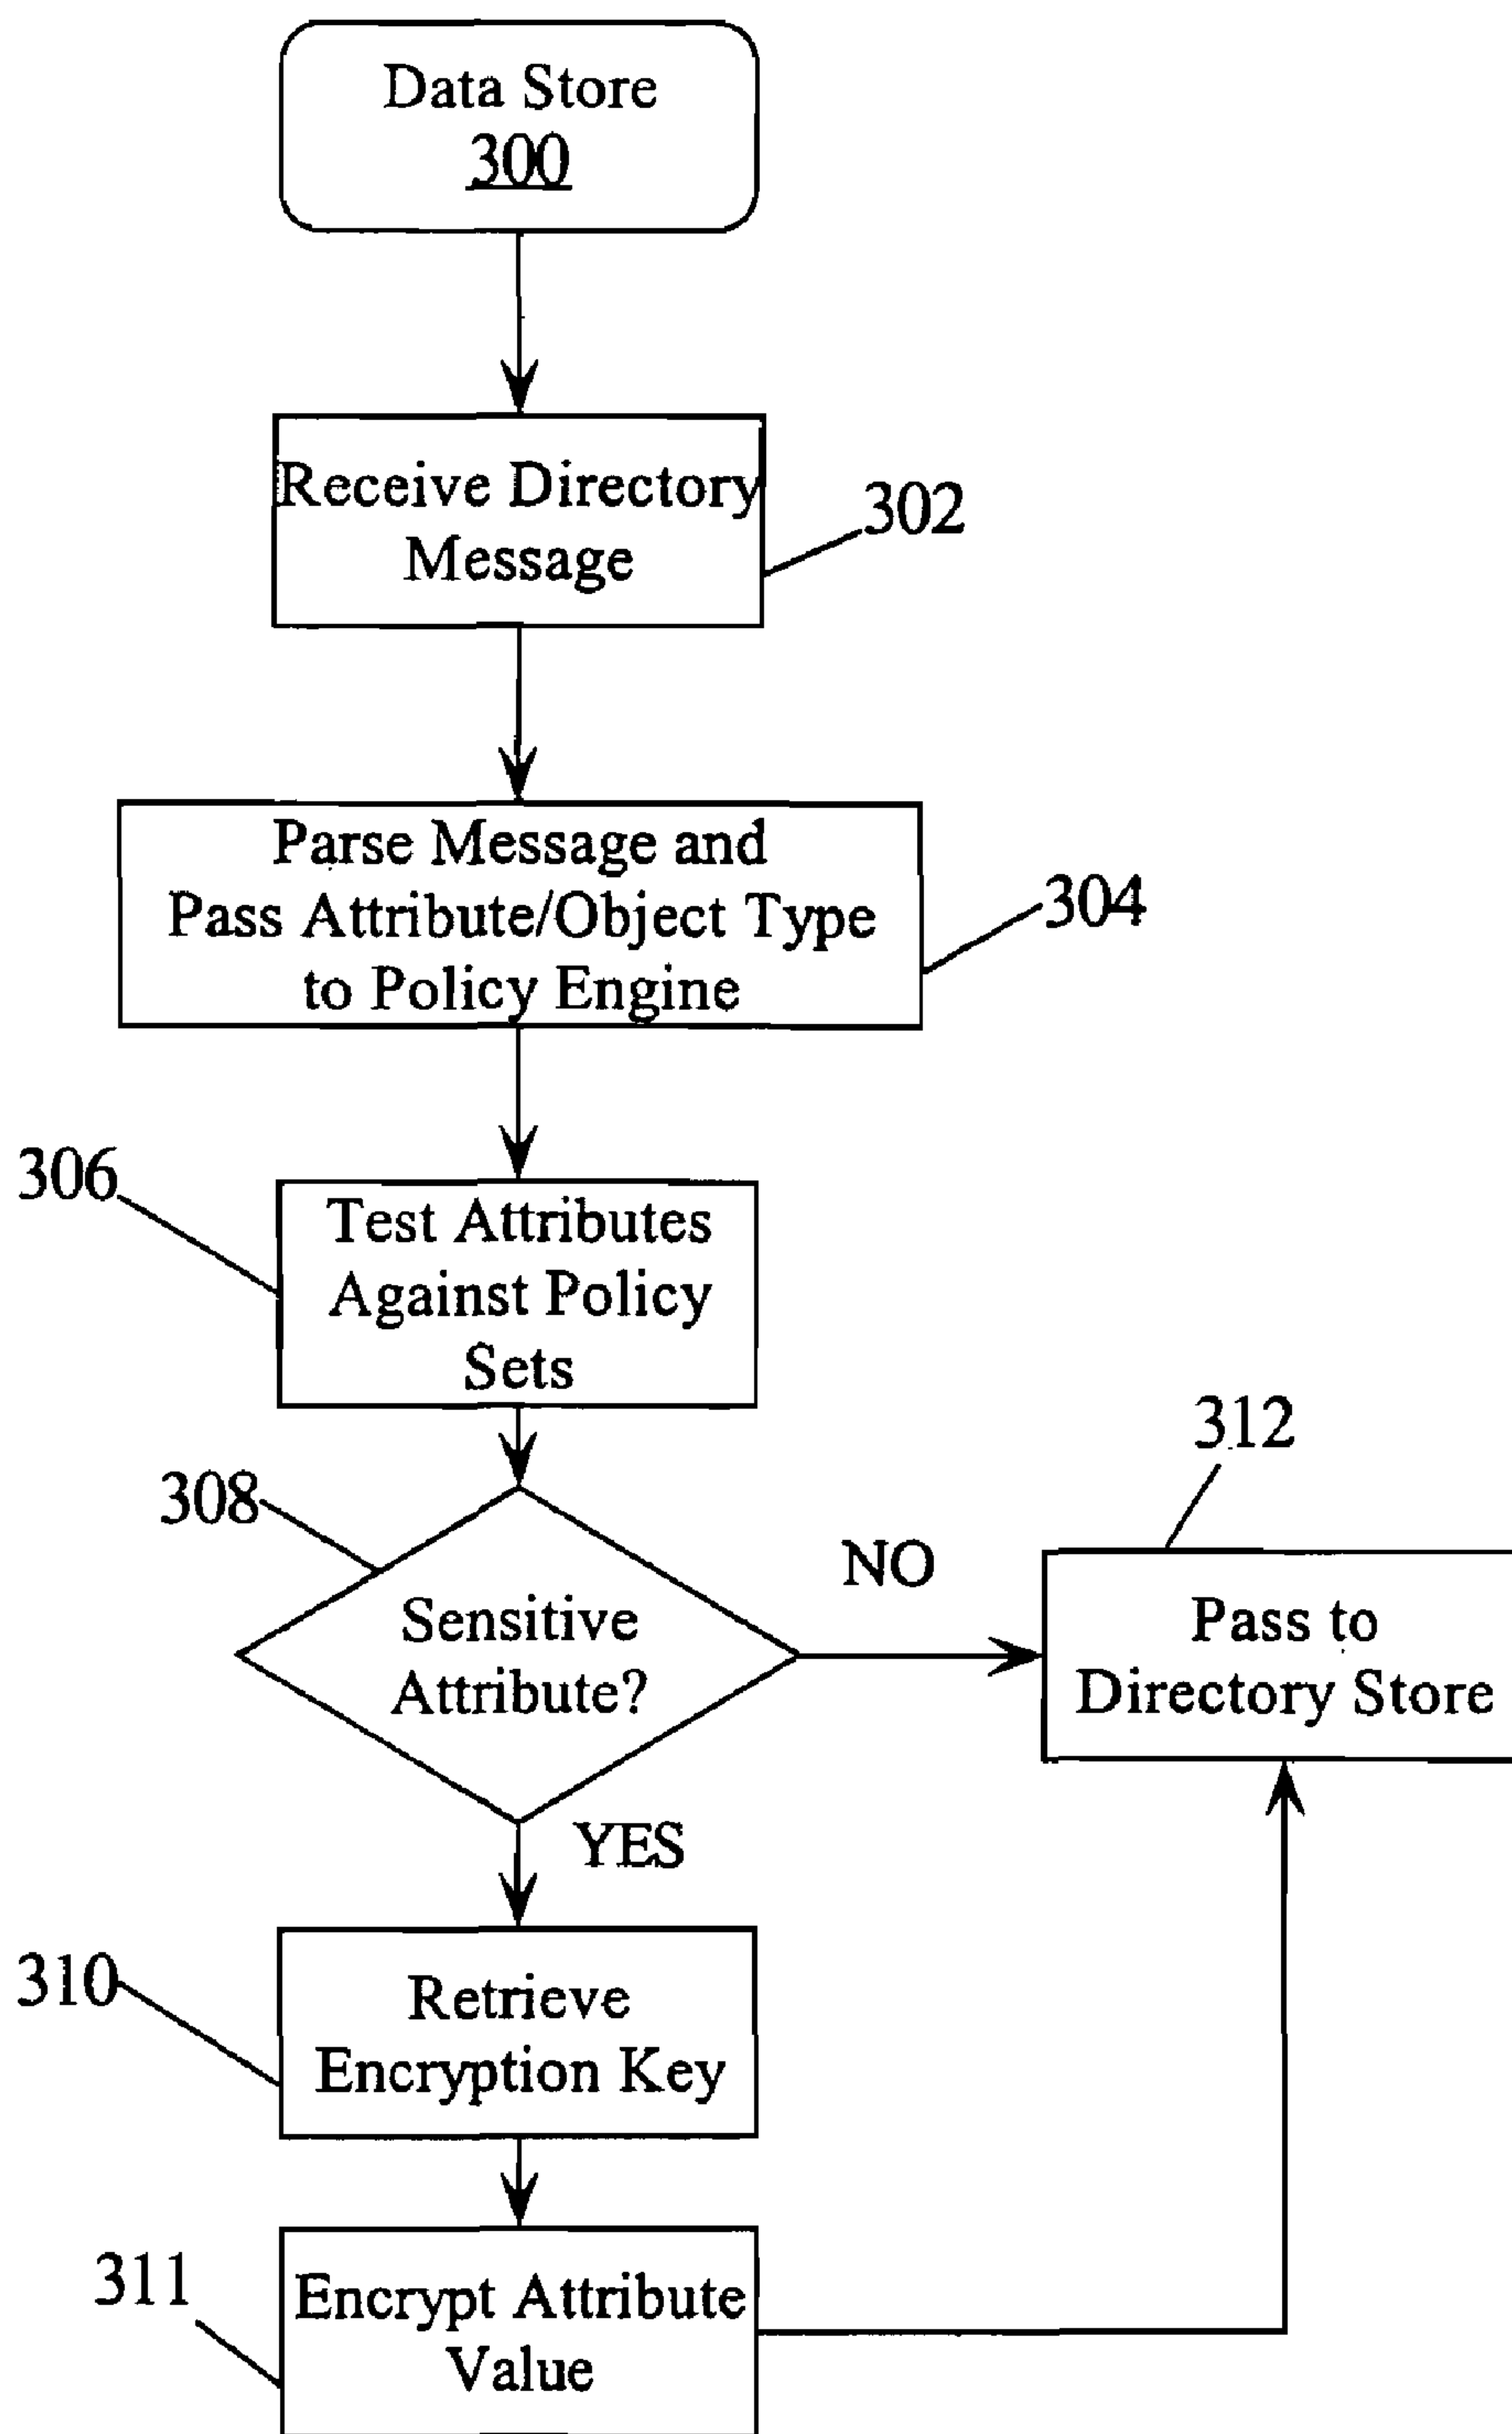 Data Store
300
Receive Directory
Message
302
Parse Message and
Pass Attribute/Object Type
to Policy Engine
304
306
Test Attributes
Against Policy
Sets
308
Sensitive
Attribute?
NO
312
Pass to
Directory Store
YES
310
Retrieve
Encryption Key
311
Encrypt Attribute
Value